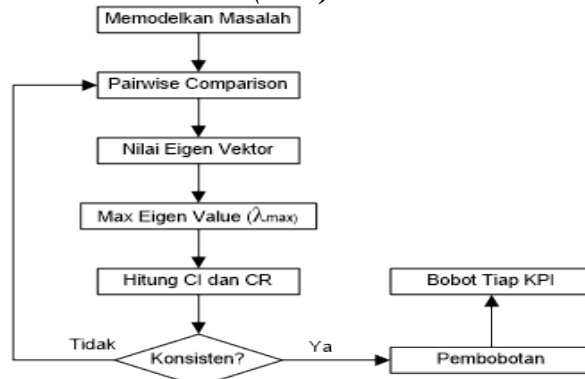 Memodelkan Masalah
Pairwise Comparison
Nilai Eigen Vektor
Max Eigen Value (λmax)
Hitung CI dan CR
Bobot Tiap KPI
Tidak
Konsisten?
Ya
Pembobotan